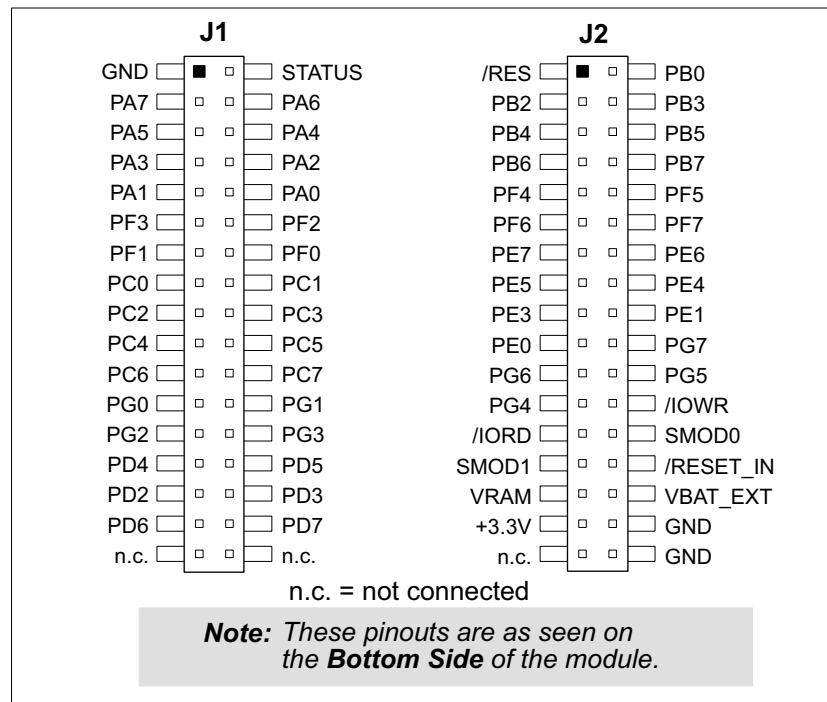 J1
GND STATUS
PA7 PA6
PA5 PA4
PA3 PA2
PA1 PA0
PF3 PF2
PF1 PF0
PC0 PC1
PC2 PC3
PC4 PC5
PC6 PC7
PG0 PG1
PG2 PG3
PD4 PD5
PD2 PD3
PD6 PD7
n.c. n.c.
J2
/RES PB0
PB2 PB3
PB4 PB5
PB6 PB7
PF4 PF5
PF6 PF7
PE7 PE6
PE5 PE4
PE3 PE1
PE0 PG7
PG6 PG5
PG4 /IOWR
/IORD SMOD0
SMOD1 /RESET_IN
VRAM VBAT_EXT
+3.3V GND
n.c. GND
n.c. = not connected
Note: These pinouts are as seen on
the Bottom Side of the module.